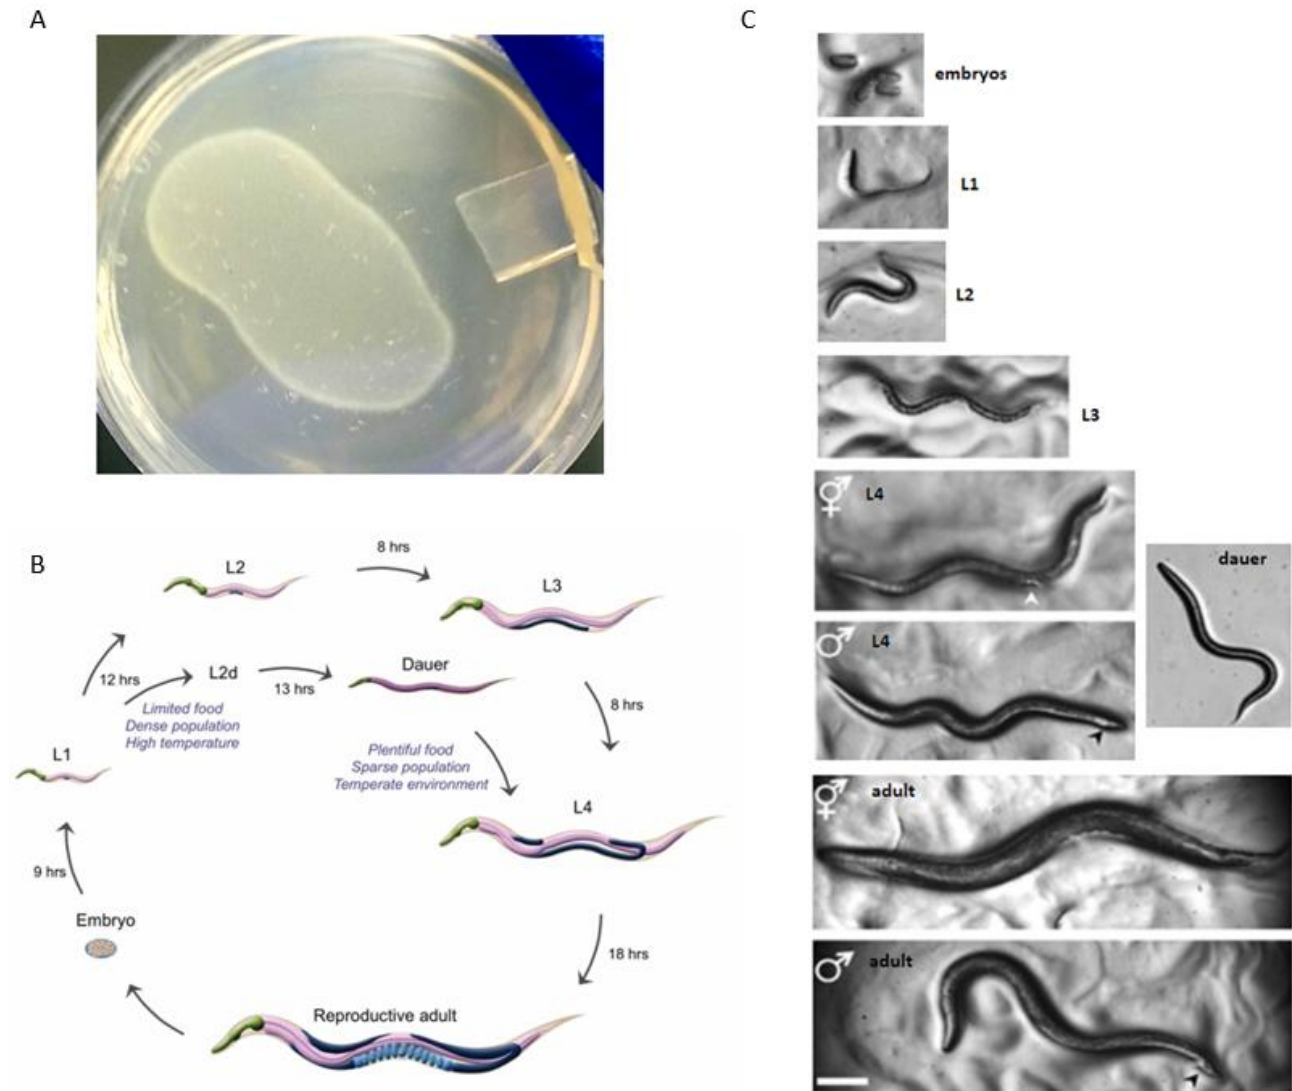 A
B
L2
8 hrs
L3
12 hrs
L2d
13 hrs
Dauer
Limited food
Dense population
High temperature
8 hrs
L1
Plentiful food
Sparse population
Temperate environment
L4
9 hrs
Embryo
18 hrs
Reproductive adult
C
embryos
L1
L2
L3
L4
dauer
L4
adult
adult